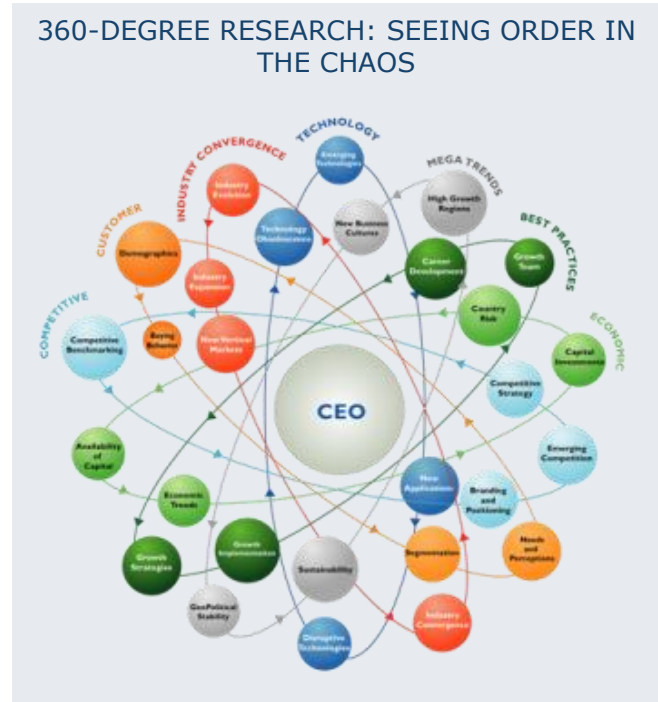 360-DEGREE RESEARCH: SEEING ORDER IN
THE CHAOS
TECHNOLOGY
INDUSTRY CONVERGENCE
MEGA TRENDS
CUSTOMER
BEST PRACTICES
COMPETITIVE
ECONOMIC
Emerging
Technologies
Industry
Evolution
High Growth
Regions
New Business
Cultures
Technology
Obsolescence
Demographics
Career
Development
Growth
Team
Industry
Expansion
Country
Risk
Competitive
Benchmarking
Buying
Behavior
New Vertical
Markets
Capital
Investments
Competitive
Strategy
CEO
Availability
of
Capital
Emerging
Competition
Economic
Trends
New
Applications
Branding
and
Positioning
Growth
Strategies
Growth
Implementation
Sustainability
Segmentation
Needs
and
Perceptions
GeoPolitical
Stability
Disruptive
Technologies
Industry
Convergence